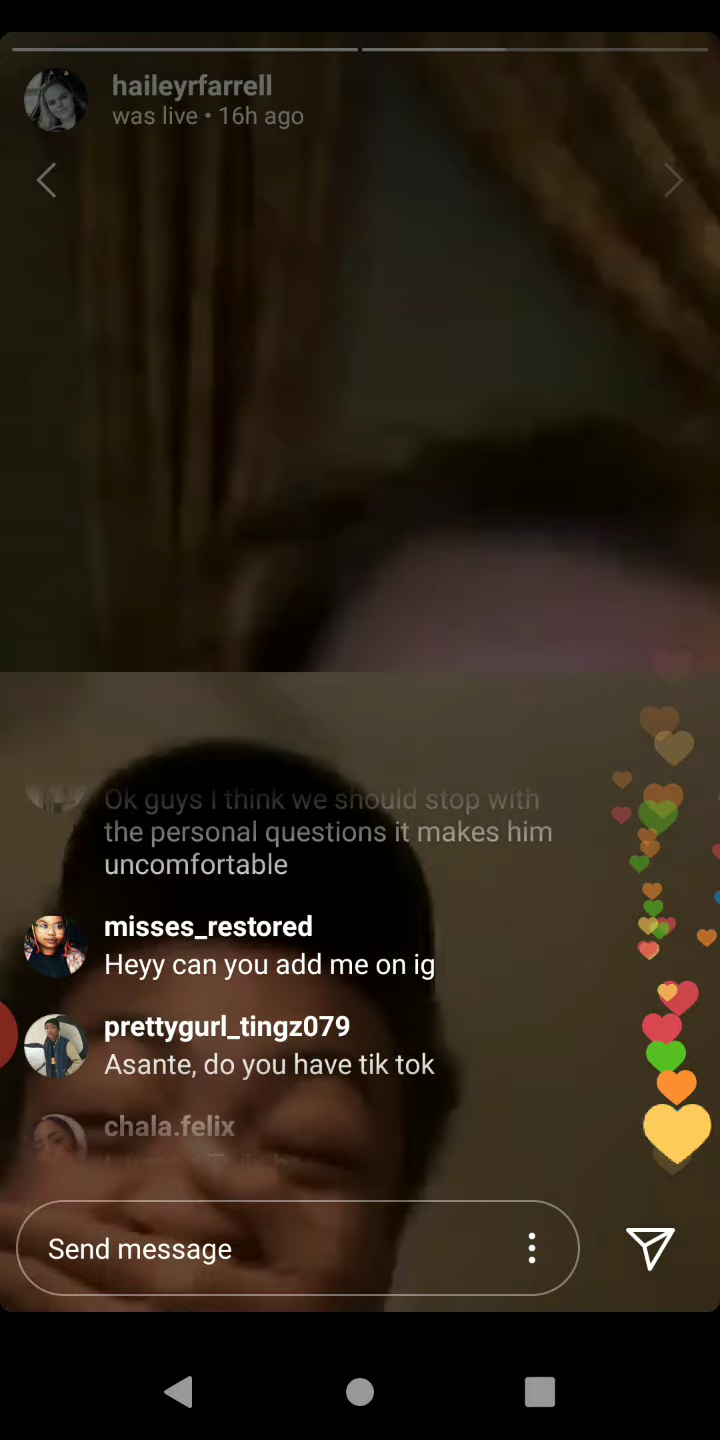 haileyrfarrell
was live • 16h ago
Ok guys I think we should stop with
the personal questions it makes him
uncomfortable
misses_restored
Heyy can you add me on ig
prettygurl_tingz079
Asante, do you have tik tok
chala.felix
Send message